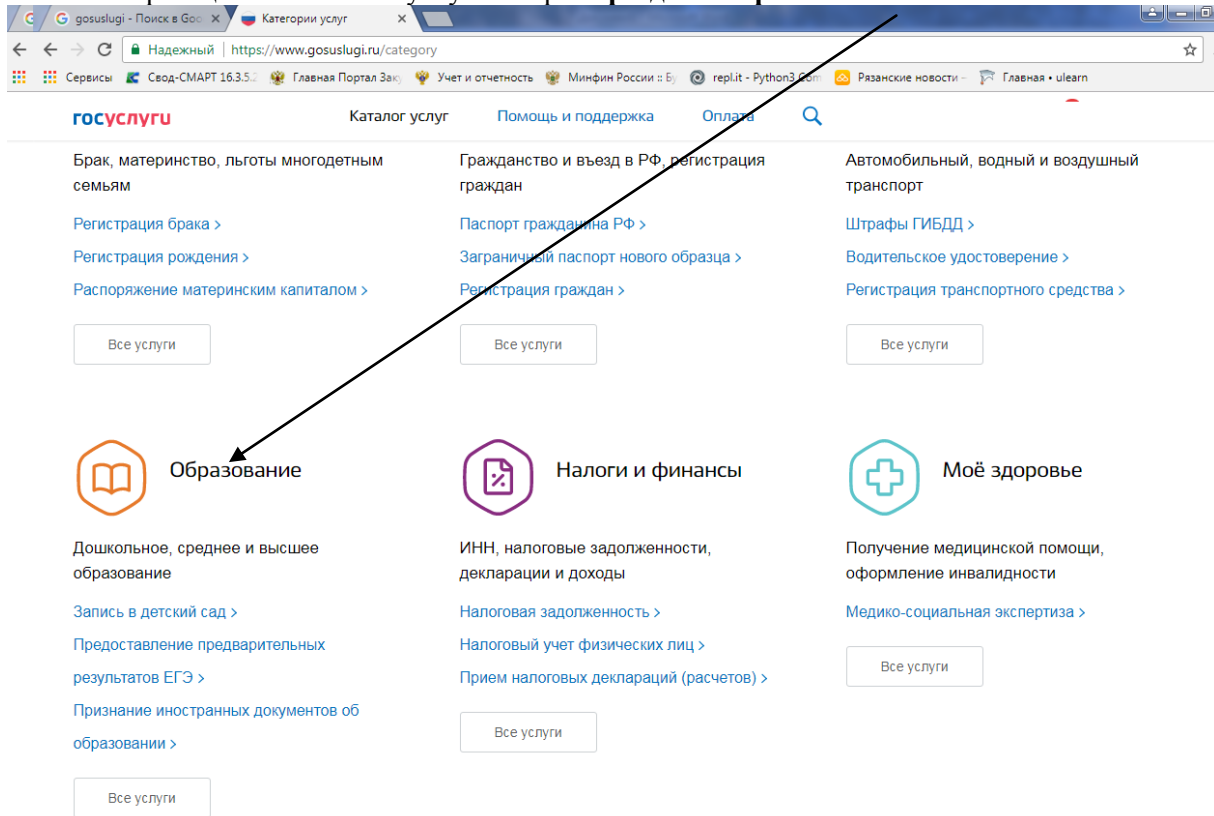 gosuslugi - Поиск в Goo
Категории услуг
Надежный | https://www.gosuslugi.ru/category
Сервисы Свод-СМАРТ 16.3.5.2 Главная Портал Заку Учет и отчетность Минфин России :: Бу repl.it - Python3 Com Рязанские новости - Главная • ulearn
госуслуги Каталог услуг Помощь и поддержка Оплата
Брак, материнство, льготы многодетным Гражданство и въезд в РФ, регистрация Автомобильный, водный и воздушный
семьям граждан транспорт
Регистрация брака > Паспорт гражданина РФ > Штрафы ГИБДД >
Регистрация рождения > Заграничный паспорт нового образца > Водительское удостоверение >
Распоряжение материнским капиталом > Регистрация граждан > Регистрация транспортного средства >
Все услуги Все услуги Все услуги
Образование Налоги и финансы Моё здоровье
Дошкольное, среднее и высшее ИНН, налоговые задолженности, Получение медицинской помощи,
образование декларации и доходы оформление инвалидности
Запись в детский сад > Налоговая задолженность > Медико-социальная экспертиза >
Предоставление предварительных Налоговый учет физических лиц >
результатов ЕГЭ > Прием налоговых деклараций (расчетов) > Все услуги
Признание иностранных документов об
образовании > Все услуги
Все услуги